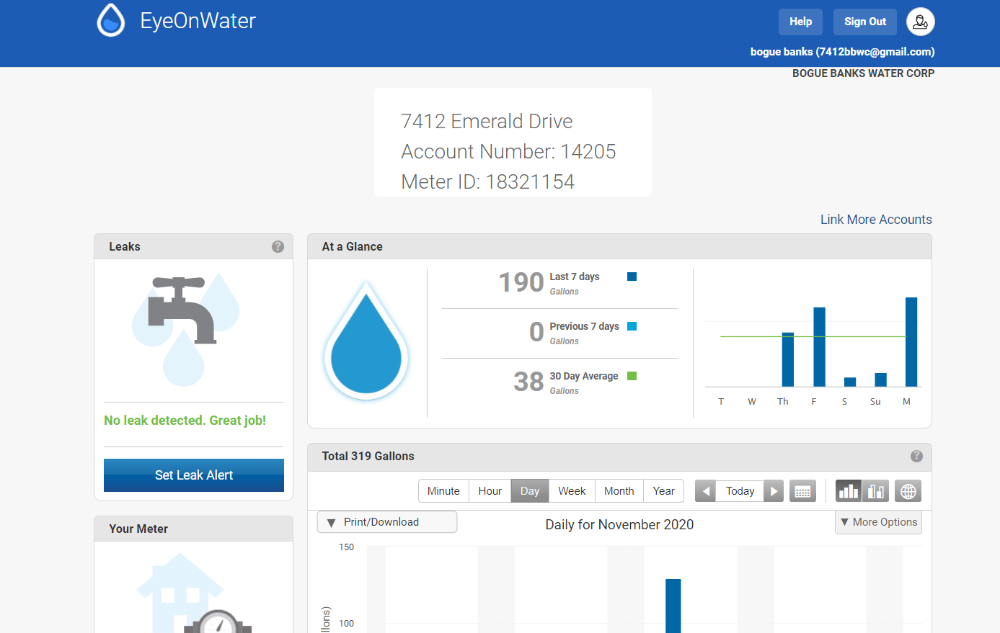 EyeOnWater
Help
Sign Out
bogue banks (7412bbwc@gmail.com)
BOGUE BANKS WATER CORP
7412 Emerald Drive
Account Number: 14205
Meter ID: 18321154
Link More Accounts
Leaks
?
No leak detected. Great job!
Set Leak Alert
Your Meter
At a Glance
190 Last 7 days
Gallons
0 Previous 7 days
Gallons
38 30 Day Average
Gallons
T W Th F S Su M
Total 319 Gallons
?
Minute Hour Day Week Month Year
Today
Print/Download
Daily for November 2020
More Options
150
100
llons)